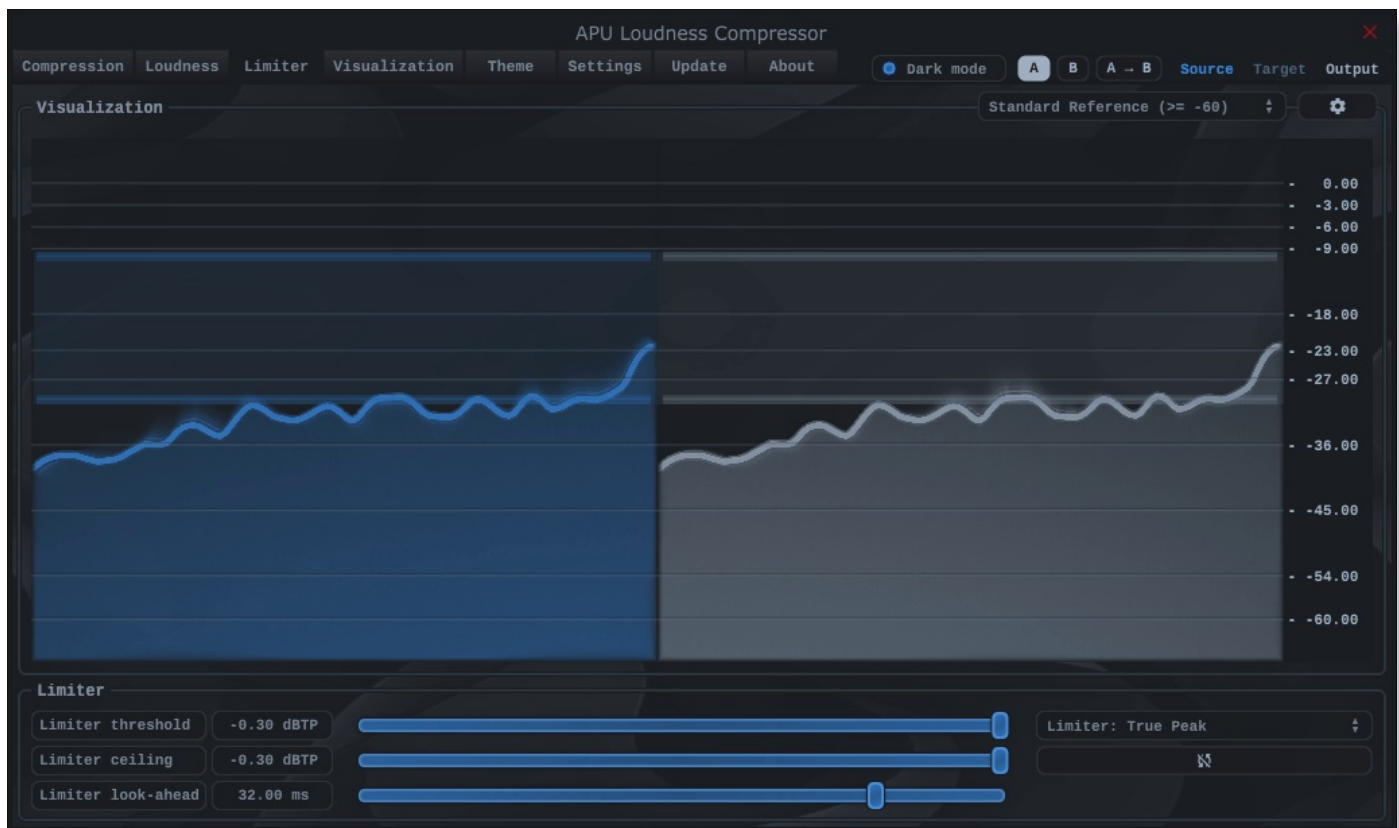 APU Loudness Compressor
Compression Loudness Limiter Visualization Theme Settings Update About Dark mode A B A → B Source Target Output
Visualization Standard Reference (>= -60)
- 0.00
- -3.00
- -6.00
- -9.00
- -18.00
- -23.00
- -27.00
- -36.00
- -45.00
- -54.00
- -60.00
Limiter
Limiter threshold -0.30 dBTP Limiter: True Peak
Limiter ceiling -0.30 dBTP
Limiter look-ahead 32.00 ms